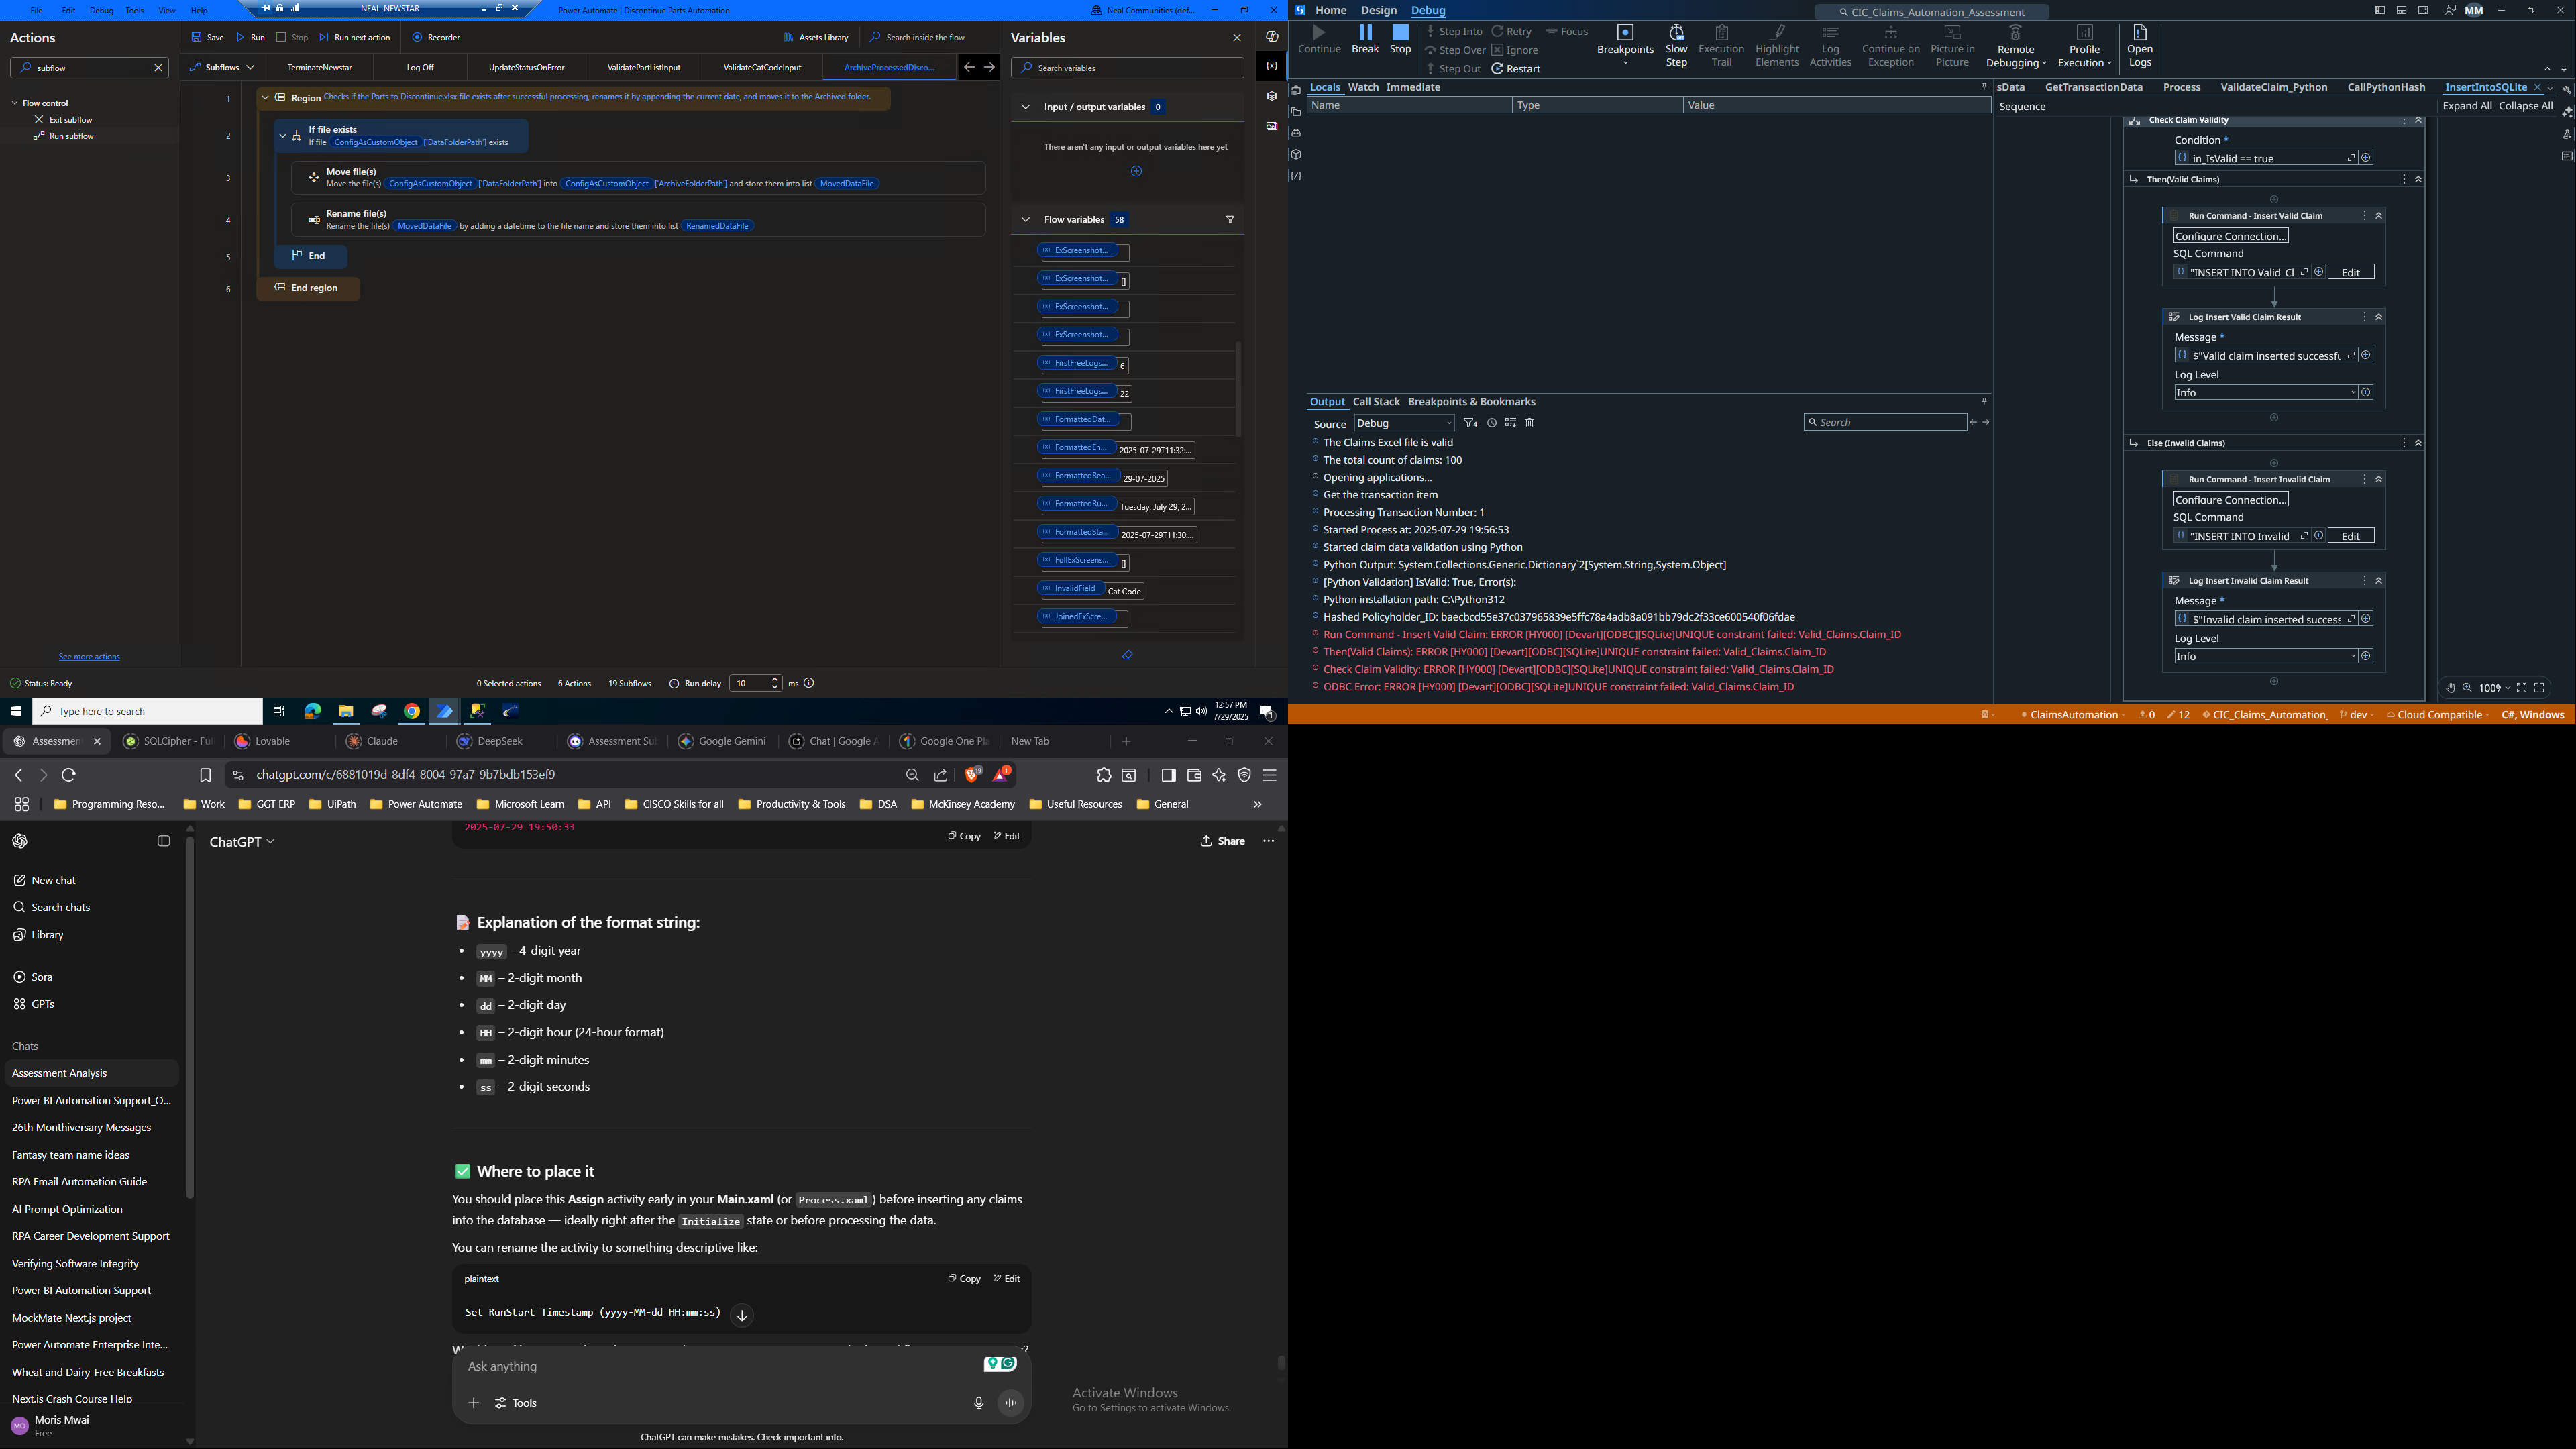 File Edit Debug Tools View Help
NEAL-NEWSTAR
Power Automate | Discontinue Parts Automation
Neal Communities (def...
Actions
subflow
Flow control
Exit subflow
Run subflow
See more actions
Save Run Stop Run next action Recorder
Assets Library Search inside the flow
Subflows TerminateNewstar Log Off UpdateStatusOnError ValidatePartListInput ValidateCatCodeInput ArchiveProcessedDisco...
1 Region Checks if the Parts to Discontinue.xlsx file exists after successful processing, renames it by appending the current date, and moves it to the Archived folder.
2 If file exists
If file ConfigAsCustomObject ['DataFolderPath'] exists
3 Move file(s)
Move the file(s) ConfigAsCustomObject ['DataFolderPath'] into ConfigAsCustomObject ['ArchiveFolderPath'] and store them into list MovedDataFile
4 Rename file(s)
Rename the file(s) MovedDataFile by adding a datetime to the file name and store them into list RenamedDataFile
5 End
6 End region
Variables
Search variables
Input / output variables 0
There aren't any input or output variables here yet
Flow variables 58
ExScreenshot...
ExScreenshot... []
ExScreenshot...
ExScreenshot...
FirstFreeLogs... 6
FirstFreeLogs... 22
FormattedDat...
FormattedEn... 2025-07-29T11:32:...
FormattedRea... 29-07-2025
FormattedRu... Tuesday, July 29, 2...
FormattedSta... 2025-07-29T11:30:...
FullExScreens... []
InvalidField Cat Code
JoinedExScre...
Status: Ready
0 Selected actions 6 Actions 19 Subflows Run delay 10 ms
Type here to search
12:57 PM
7/29/2025
Home Design Debug
CIC_Claims_Automation_Assessment
MM
Continue Break Stop
Step Into Retry Focus
Step Over Ignore
Step Out Restart
Breakpoints
Slow Step
Execution Trail
Highlight Elements
Log Activities
Continue on Exception
Picture in Picture
Remote Debugging
Profile Execution
Open Logs
Locals Watch Immediate
Name Type Value
Output Call Stack Breakpoints & Bookmarks
Source Debug
Search
The Claims Excel file is valid
The total count of claims: 100
Opening applications...
Get the transaction item
Processing Transaction Number: 1
Started Process at: 2025-07-29 19:56:53
Started claim data validation using Python
Python Output: System.Collections.Generic.Dictionary`2[System.String,System.Object]
[Python Validation] IsValid: True, Error(s):
Python installation path: C:\Python312
Hashed Policyholder_ID: baecbcd55e37c037965839e5ffc78a4adb8a091bb79dc2f33ce600540f06fdae
Run Command - Insert Valid Claim: ERROR [HY000] [Devart][ODBC][SQLite]UNIQUE constraint failed: Valid_Claims.Claim_ID
Then(Valid Claims): ERROR [HY000] [Devart][ODBC][SQLite]UNIQUE constraint failed: Valid_Claims.Claim_ID
Check Claim Validity: ERROR [HY000] [Devart][ODBC][SQLite]UNIQUE constraint failed: Valid_Claims.Claim_ID
ODBC Error: ERROR [HY000] [Devart][ODBC][SQLite]UNIQUE constraint failed: Valid_Claims.Claim_ID
GetTransactionData Process ValidateClaim_Python CallPythonHash InsertIntoSQLite
Sequence
Expand All Collapse All
Check Claim Validity
Condition *
in_IsValid == true
Then(Valid Claims)
Run Command - Insert Valid Claim
Configure Connection...
SQL Command
"INSERT INTO Valid_Cl
Edit
Log Insert Valid Claim Result
Message *
$"Valid claim inserted successfu
Log Level
Info
Else (Invalid Claims)
Run Command - Insert Invalid Claim
Configure Connection...
SQL Command
"INSERT INTO Invalid
Edit
Log Insert Invalid Claim Result
Message *
$"Invalid claim inserted success
Log Level
Info
100%
ClaimsAutomation 0 12 CIC_Claims_Automation_ dev Cloud Compatible C#, Windows
Assessmen SQLCipher - Ful Lovable Claude DeepSeek Assessment Sub Google Gemini Chat | Google A Google One Pla New Tab
chatgpt.com/c/6881019d-8df4-8004-97a7-9b7bdb153ef9
Programming Reso... Work GGT ERP UiPath Power Automate Microsoft Learn API CISCO Skills for all Productivity & Tools DSA McKinsey Academy Useful Resources General
ChatGPT
Share
New chat
Search chats
Library
Sora
GPTs
Chats
Assessment Analysis
Power BI Automation Support_O...
26th Monthiversary Messages
Fantasy team name ideas
RPA Email Automation Guide
AI Prompt Optimization
RPA Career Development Support
Verifying Software Integrity
Power BI Automation Support
MockMate Next.js project
Power Automate Enterprise Inte...
Wheat and Dairy-Free Breakfasts
Next.js Crash Course Help
MO
Moris Mwai
Free
2025-07-29 19:50:33
Copy Edit
Explanation of the format string:
• yyyy – 4-digit year
• MM – 2-digit month
• dd – 2-digit day
• HH – 2-digit hour (24-hour format)
• mm – 2-digit minutes
• ss – 2-digit seconds
Where to place it
You should place this Assign activity early in your Main.xaml (or Process.xaml) before inserting any claims
into the database — ideally right after the Initialize state or before processing the data.
You can rename the activity to something descriptive like:
plaintext
Copy Edit
Set RunStart Timestamp (yyyy-MM-dd HH:mm:ss)
Ask anything
Tools
ChatGPT can make mistakes. Check important info.
Activate Windows
Go to Settings to activate Windows.